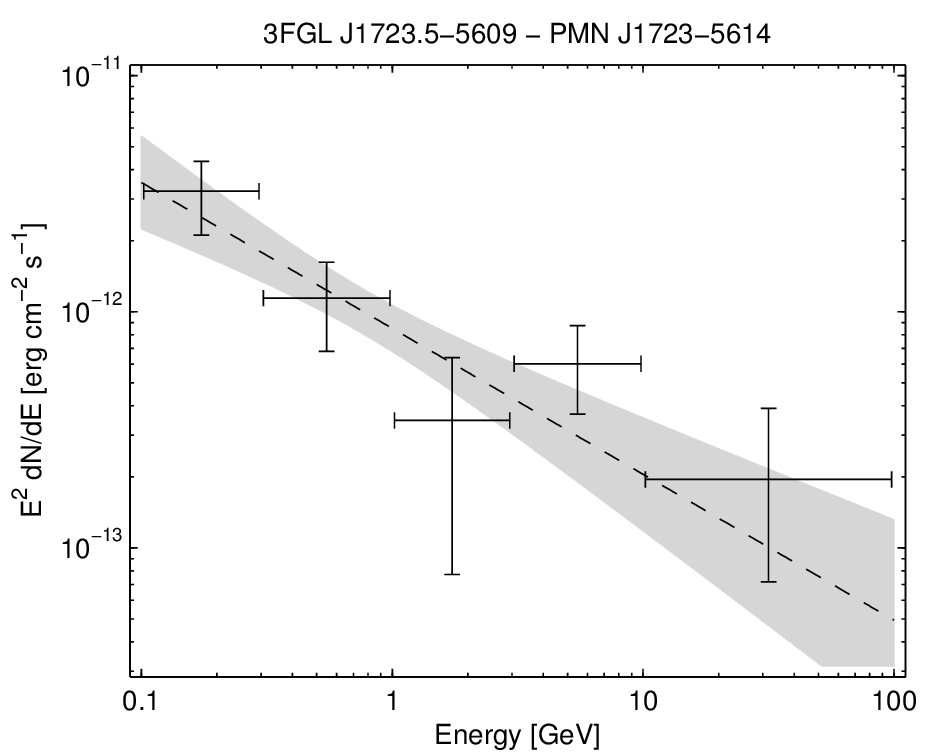 3FGL J1723.5−5609 − PMN J1723−5614
10⁻¹¹
10⁻¹²
10⁻¹³
E² dN/dE [erg cm⁻² s⁻¹]
0.1 1 10 100
Energy [GeV]